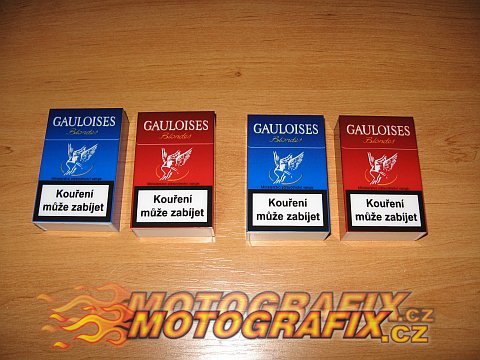 GAULOISES
Blondes
Kouření
může zabíjet
GAULOISES
Blondes
Kouření
může zabíjet
GAULOISES
Blondes
Kouření
může zabíjet
GAULOISES
Blondes
Kouření
může zabíjet
MOTOGRAFIX.cz
MOTOGRAFIX.cz